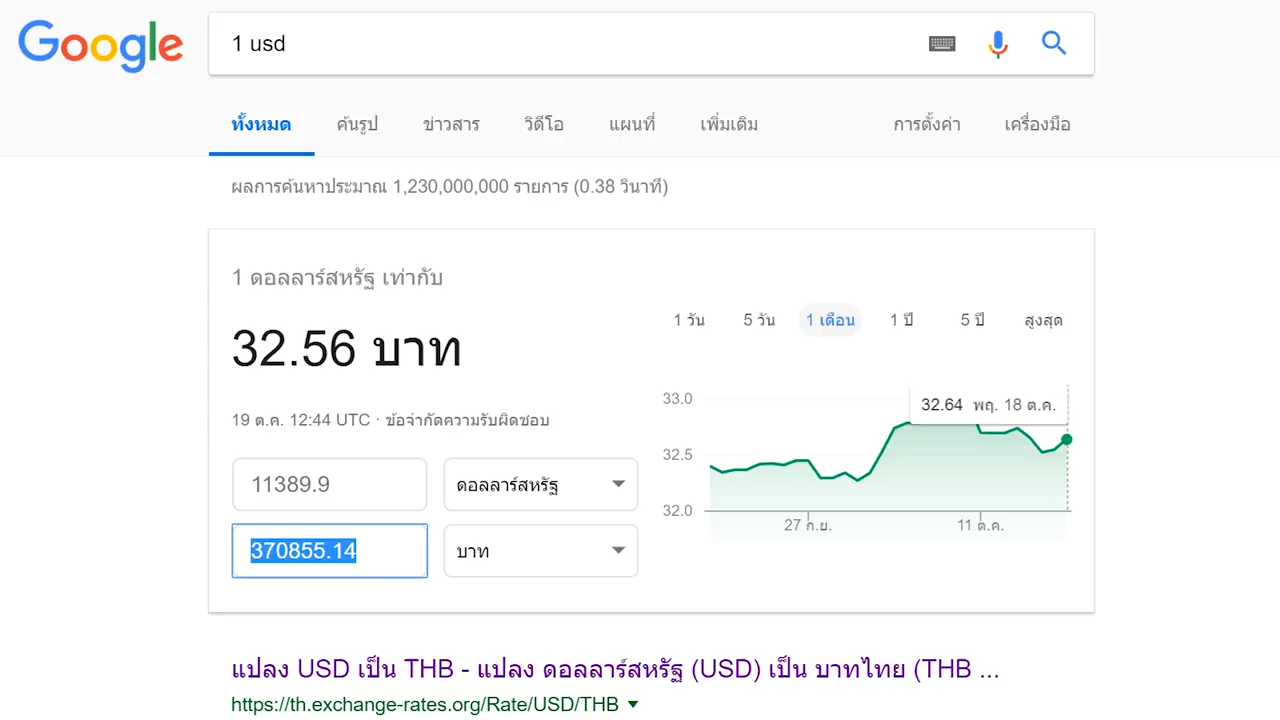 Google
1 usd
ทั้งหมด ค้นรูป ข่าวสาร วิดีโอ แผนที่ เพิ่มเติม การตั้งค่า เครื่องมือ
ผลการค้นหาประมาณ 1,230,000,000 รายการ (0.38 วินาที)
1 ดอลลาร์สหรัฐ เท่ากับ
32.56 บาท
19 ต.ค. 12:44 UTC · ข้อจำกัดความรับผิดชอบ
11389.9 ดอลลาร์สหรัฐ
370855.14 บาท
1 วัน 5 วัน 1 เดือน 1 ปี 5 ปี สูงสุด
33.0
32.64 พฤ. 18 ต.ค.
32.5
32.0
27 ก.ย. 11 ต.ค.
แปลง USD เป็น THB - แปลง ดอลลาร์สหรัฐ (USD) เป็น บาทไทย (THB ...
https://th.exchange-rates.org/Rate/USD/THB